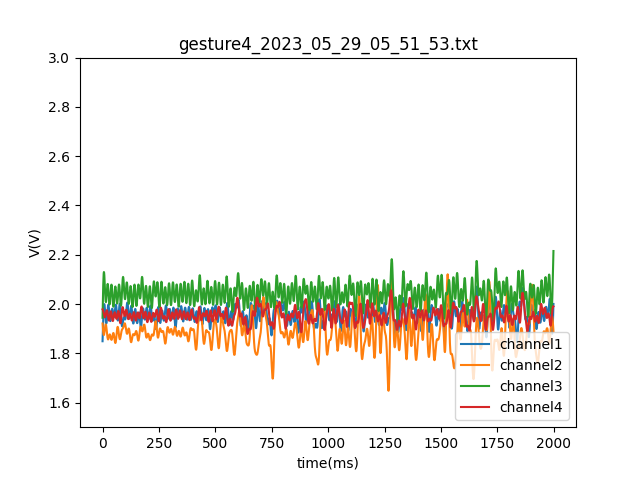 gesture4_2023_05_29_05_51_53.txt
3.0
2.8
2.6
2.4
2.2
2.0
1.8
1.6
V(V)
channel1
channel2
channel3
channel4
0 250 500 750 1000 1250 1500 1750 2000
time(ms)